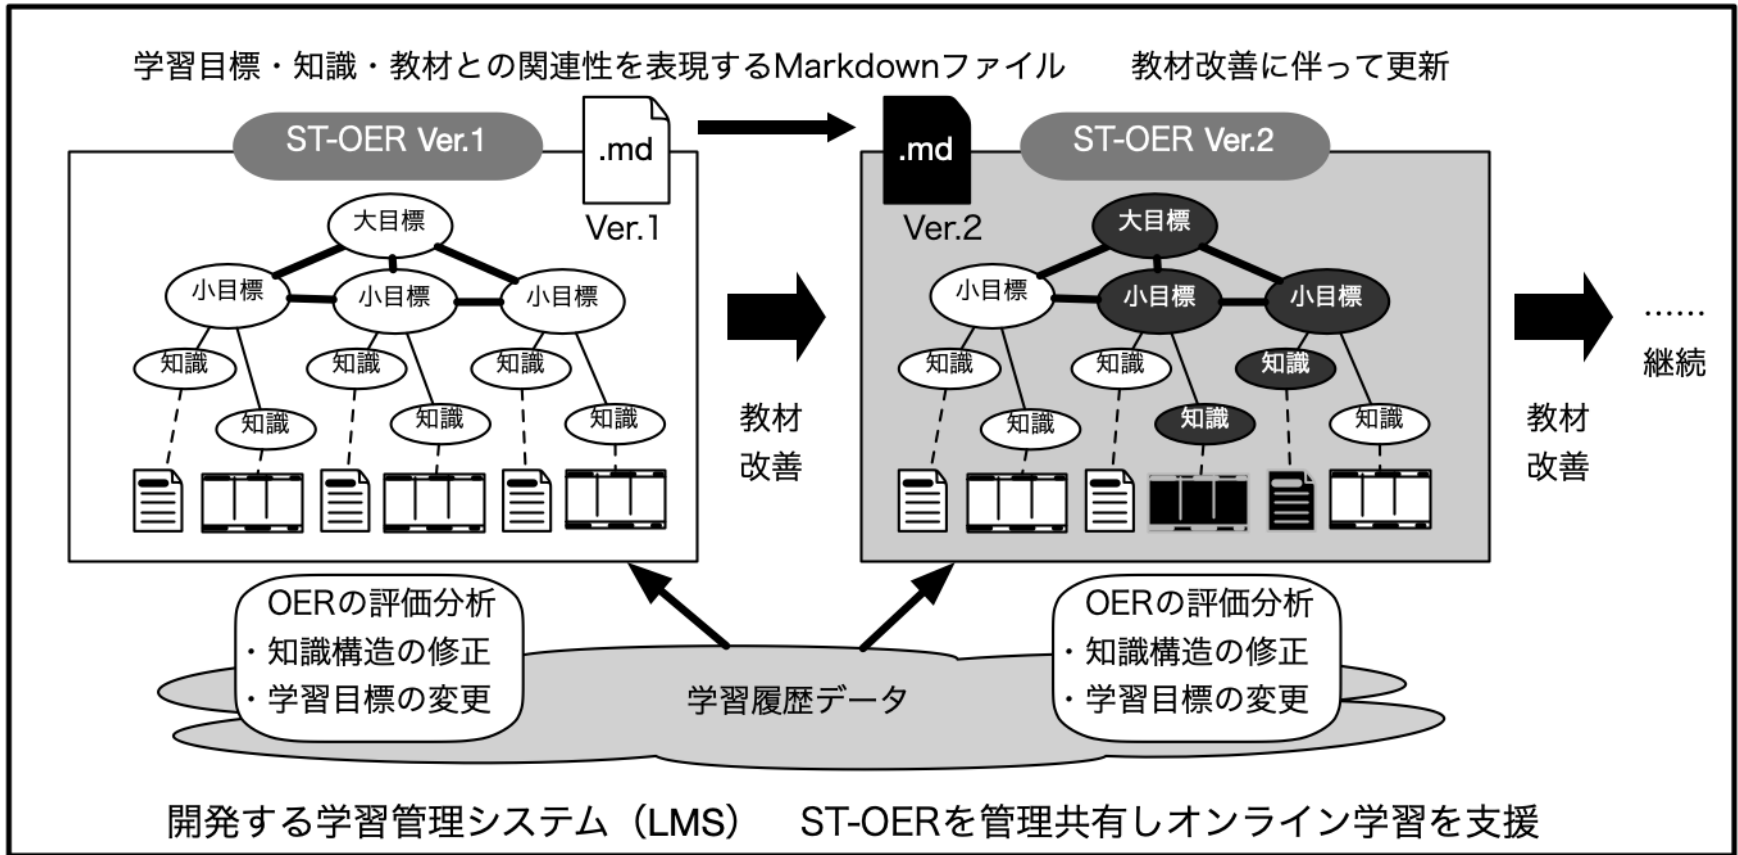 学習目標・知識・教材との関連性を表現するMarkdownファイル
教材改善に伴って更新
ST-OER Ver.1
.md
Ver.1
大目標
小目標
小目標
小目標
知識
知識
知識
知識
知識
知識
教材
改善
.md
Ver.2
ST-OER Ver.2
大目標
小目標
小目標
小目標
知識
知識
知識
知識
知識
知識
教材
改善
……
継続
OERの評価分析
・知識構造の修正
・学習目標の変更
学習履歴データ
OERの評価分析
・知識構造の修正
・学習目標の変更
開発する学習管理システム（LMS）
ST-OERを管理共有しオンライン学習を支援